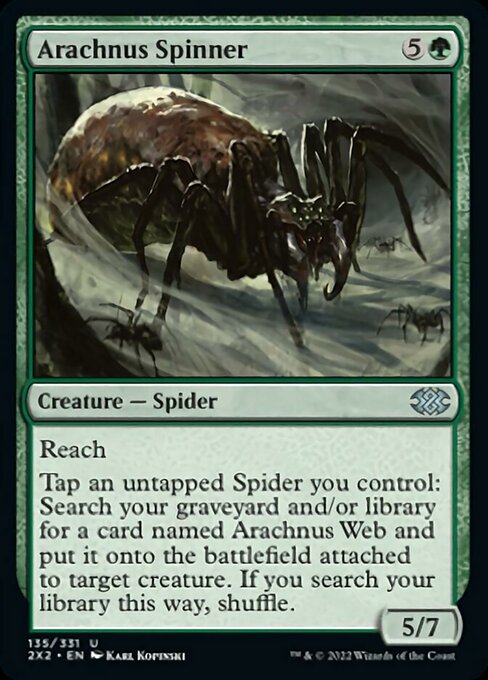 Arachnus Spinner 5
Creature — Spider
Reach
Tap an untapped Spider you control:
Search your graveyard and/or library
for a card named Arachnus Web and
put it onto the battlefield attached
to target creature. If you search your
library this way, shuffle.
5/7
135/331 U
2X2 • EN Karl Kopinski
™ & © 2022 Wizards of the Coast